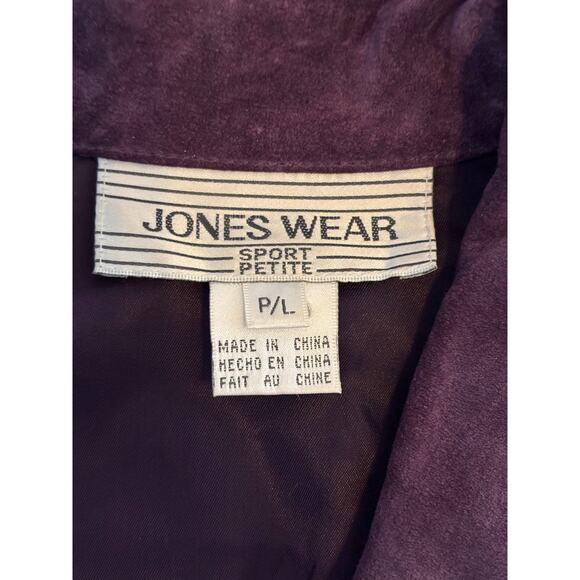 JONES WEAR
SPORT
PETITE
P/L
MADE IN CHINA
HECHO EN CHINA
FAIT AU CHINE